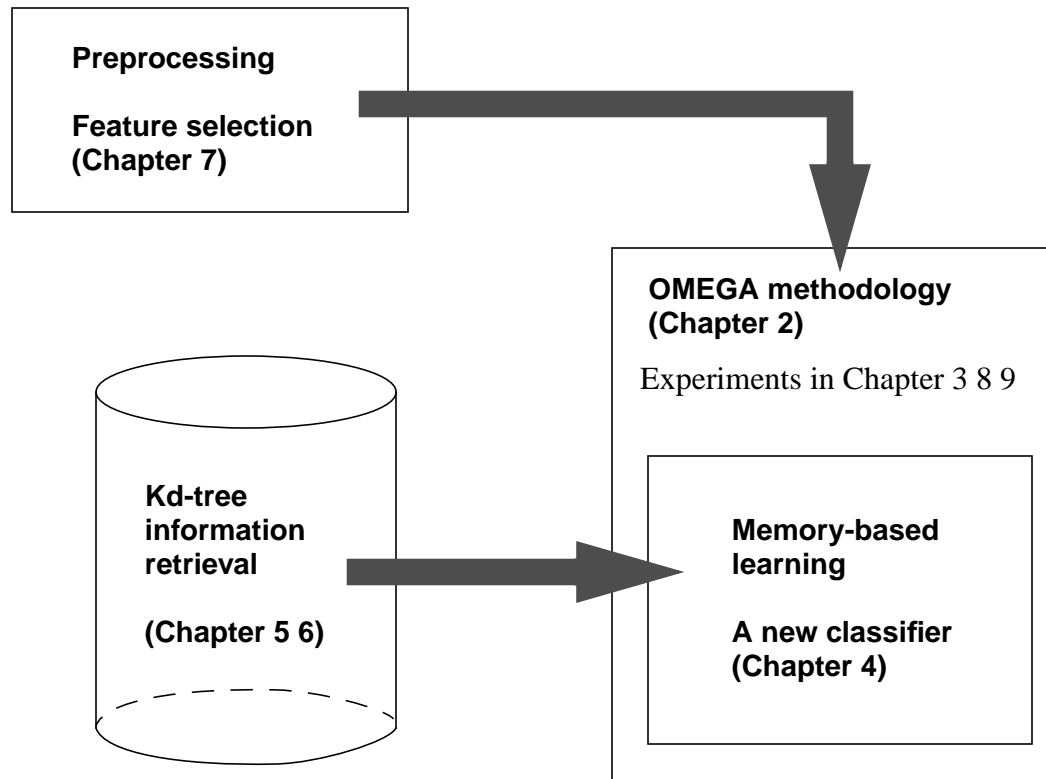 Preprocessing
Feature selection
(Chapter 7)
OMEGA methodology
(Chapter 2)
Experiments in Chapter 3 8 9
Kd-tree
information
retrieval
(Chapter 5 6)
Memory-based
learning
A new classifier
(Chapter 4)